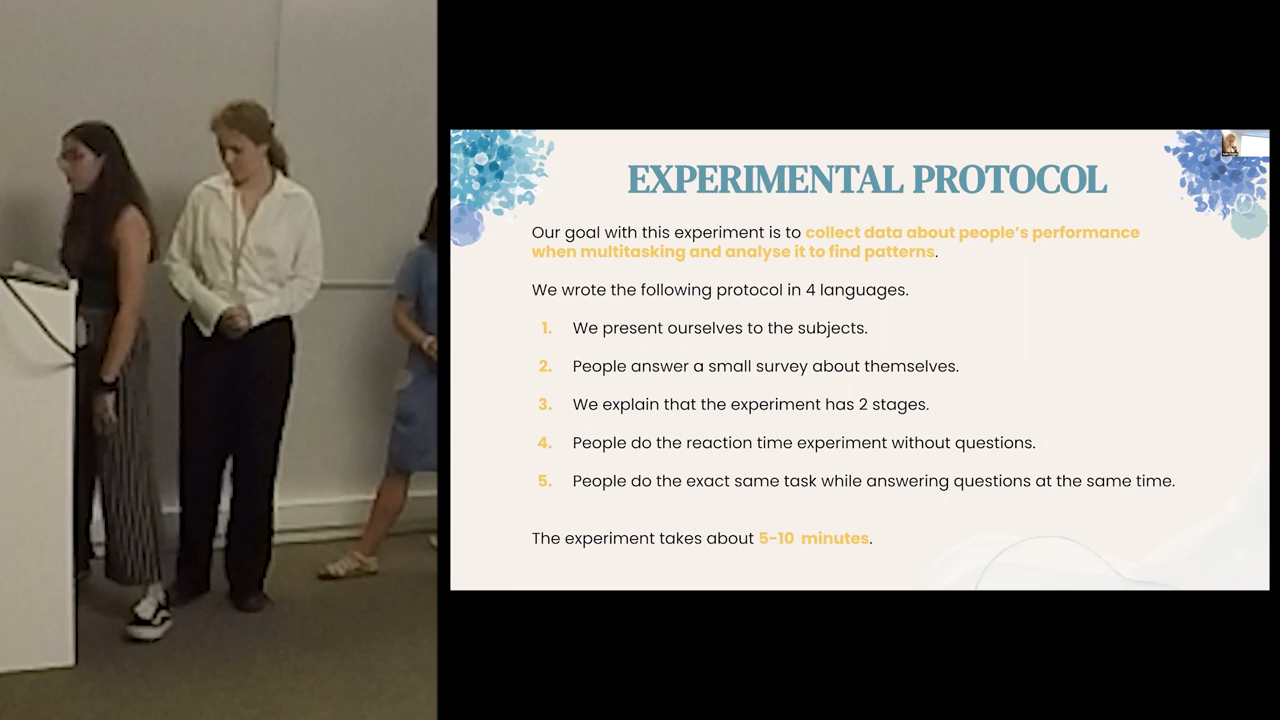 EXPERIMENTAL PROTOCOL
Our goal with this experiment is to collect data about people's performance
when multitasking and analyse it to find patterns.
We wrote the following protocol in 4 languages.
1. We present ourselves to the subjects.
2. People answer a small survey about themselves.
3. We explain that the experiment has 2 stages.
4. People do the reaction time experiment without questions.
5. People do the exact same task while answering questions at the same time.
The experiment takes about 5-10 minutes.